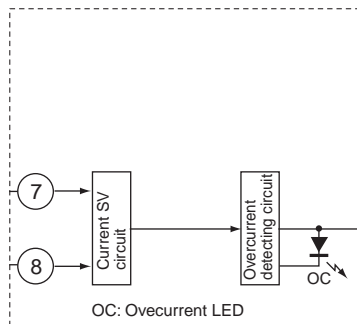 7
8
Current SV
circuit
Overcurrent
detecting circuit
OC
OC: Ovecurrent LED